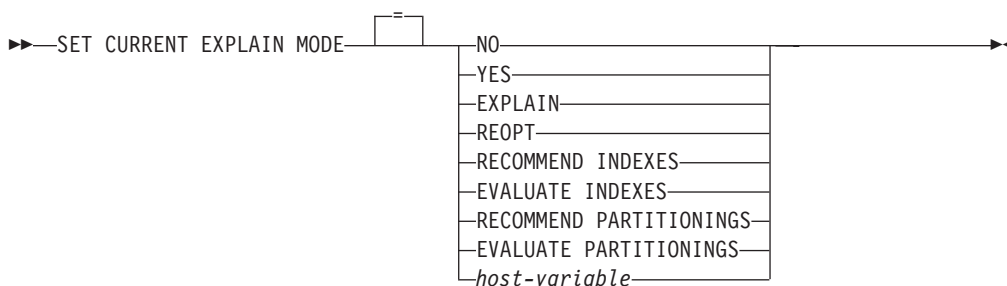 =
SET CURRENT EXPLAIN MODE NO
YES
EXPLAIN
REOPT
RECOMMEND INDEXES
EVALUATE INDEXES
RECOMMEND PARTITIONINGS
EVALUATE PARTITIONINGS
host-variable